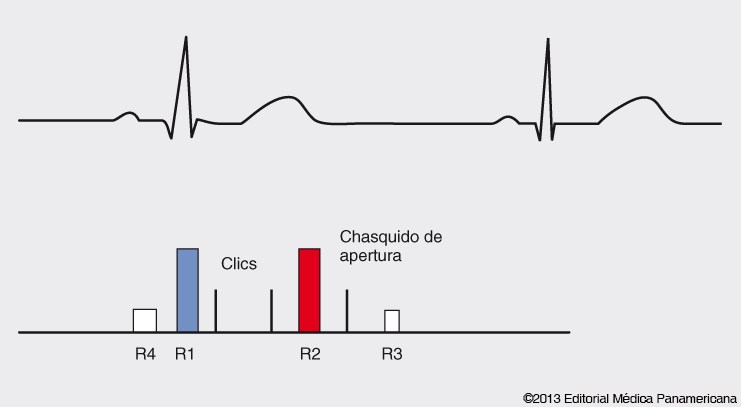 Clics
Chasquido de
apertura
R4
R1
R2
R3
©2013 Editorial Médica Panamericana